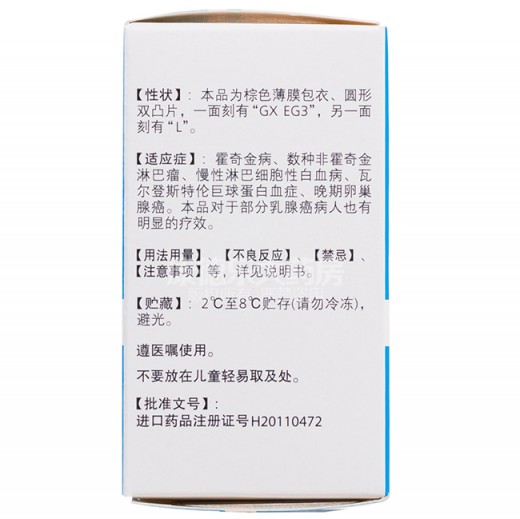 【性状】：本品为棕色薄膜包衣、圆形
双凸片，一面刻有“GX EG3”，另一面
刻有“L”。
【适应症】：霍奇金病、数种非霍奇金
淋巴瘤、慢性淋巴细胞性白血病、瓦
尔登斯特伦巨球蛋白血症、晚期卵巢
腺癌。本品对于部分乳腺癌病人也有
明显的疗效。
【用法用量】、【不良反应】、【禁忌】、
【注意事项】等，详见说明书。
【贮藏】：2℃至8℃贮存(请勿冷冻)，
避光。
遵医嘱使用。
不要放在儿童轻易取及处。
【批准文号】：
进口药品注册证号H20110472